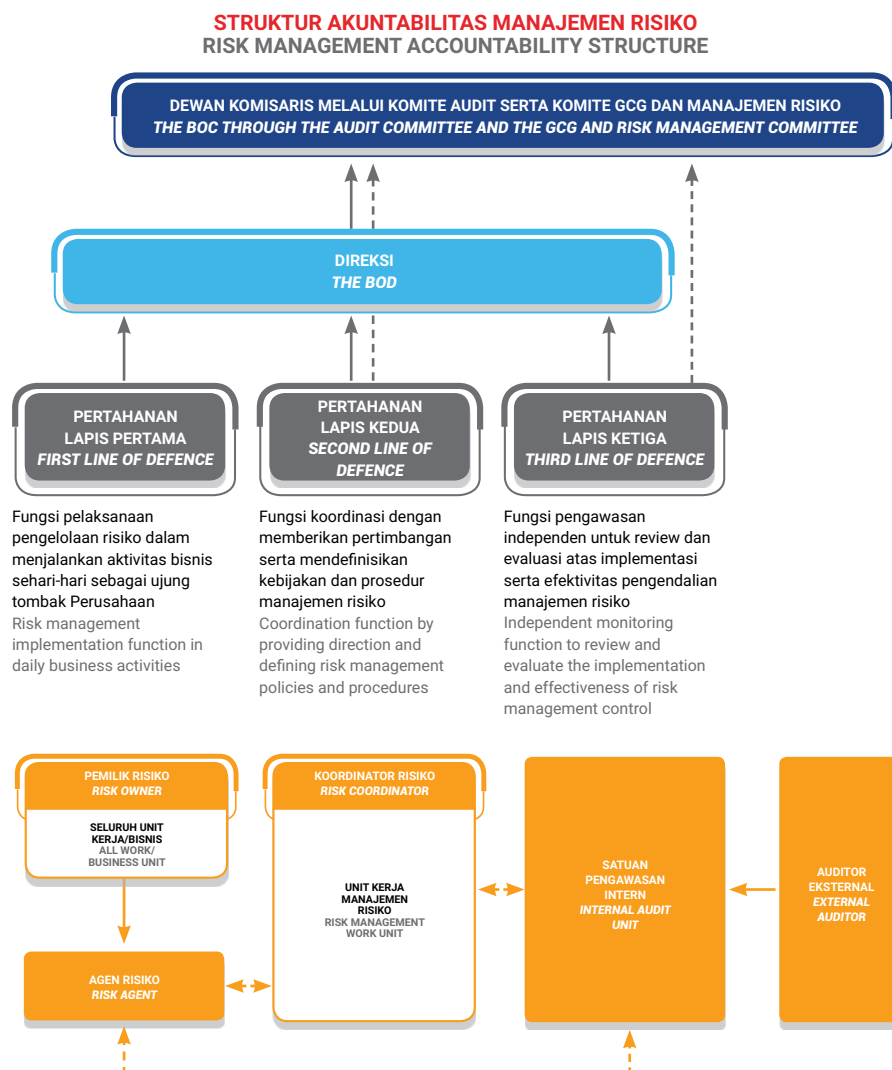 STRUKTUR AKUNTABILITAS MANAJEMEN RISIKO
RISK MANAGEMENT ACCOUNTABILITY STRUCTURE
DEWAN KOMISARIS MELALUI KOMITE AUDIT SERTA KOMITE GCG DAN MANAJEMEN RISIKO
THE BOC THROUGH THE AUDIT COMMITTEE AND THE GCG AND RISK MANAGEMENT COMMITTEE
DIREKSI
THE BOD
PERTAHANAN
LAPIS PERTAMA
FIRST LINE OF DEFENCE
PERTAHANAN
LAPIS KEDUA
SECOND LINE OF
DEFENCE
PERTAHANAN
LAPIS KETIGA
THIRD LINE OF DEFENCE
Fungsi pelaksanaan
pengelolaan risiko dalam
menjalankan aktivitas bisnis
sehari-hari sebagai ujung
tombak Perusahaan
Risk management
implementation function in
daily business activities
Fungsi koordinasi dengan
memberikan pertimbangan
serta mendefinisikan
kebijakan dan prosedur
manajemen risiko
Coordination function by
providing direction and
defining risk management
policies and procedures
Fungsi pengawasan
independen untuk review dan
evaluasi atas implementasi
serta efektivitas pengendalian
manajemen risiko
Independent monitoring
function to review and
evaluate the implementation
and effectiveness of risk
management control
PEMILIK RISIKO
RISK OWNER
SELURUH UNIT
KERJA/BISNIS
ALL WORK/
BUSINESS UNIT
AGEN RISIKO
RISK AGENT
KOORDINATOR RISIKO
RISK COORDINATOR
UNIT KERJA
MANAJEMEN
RISIKO
RISK MANAGEMENT
WORK UNIT
SATUAN
PENGAWASAN
INTERN
INTERNAL AUDIT
UNIT
AUDITOR
EKSTERNAL
EXTERNAL
AUDITOR